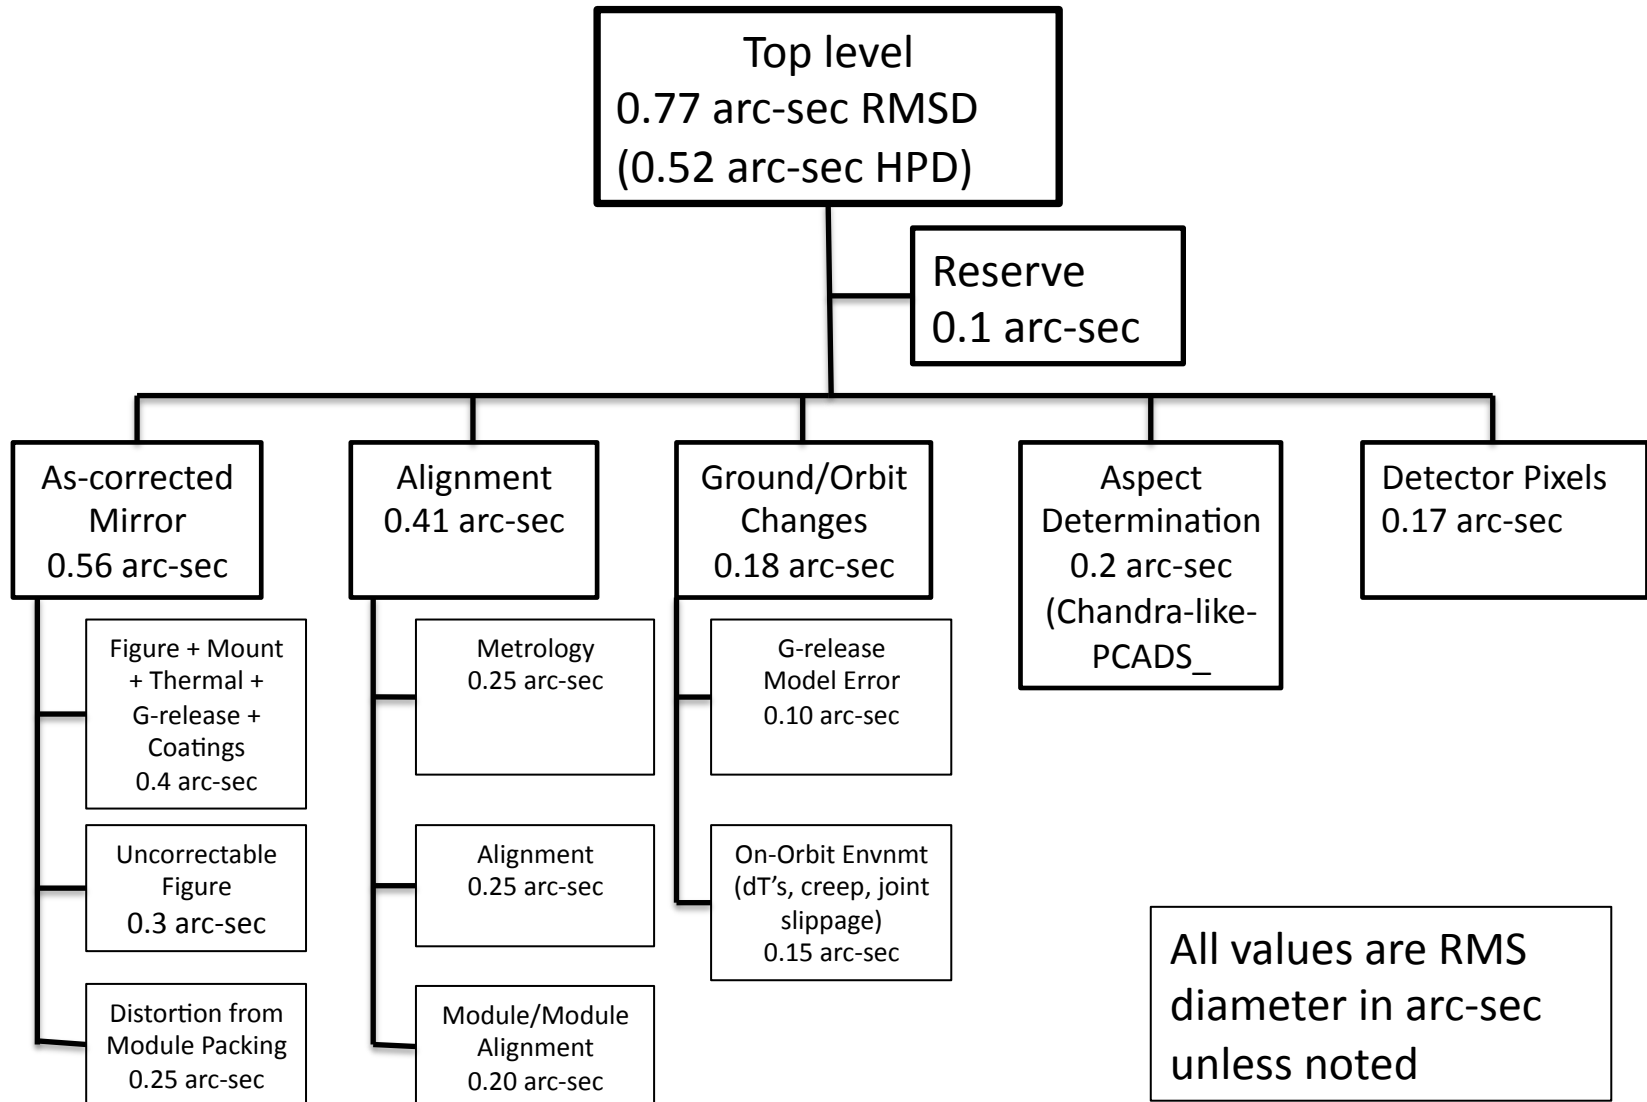 Top level
0.77 arc-sec RMSD
(0.52 arc-sec HPD)
Reserve
0.1 arc-sec
As-corrected
Mirror
0.56 arc-sec
Alignment
0.41 arc-sec
Ground/Orbit
Changes
0.18 arc-sec
Aspect
Determination
0.2 arc-sec
(Chandra-like-
PCADS_
Detector Pixels
0.17 arc-sec
Figure + Mount
+ Thermal +
G-release +
Coatings
0.4 arc-sec
Metrology
0.25 arc-sec
G-release
Model Error
0.10 arc-sec
Uncorrectable
Figure
0.3 arc-sec
Alignment
0.25 arc-sec
On-Orbit Envnmt
(dT’s, creep, joint
slippage)
0.15 arc-sec
Distortion from
Module Packing
0.25 arc-sec
Module/Module
Alignment
0.20 arc-sec
All values are RMS
diameter in arc-sec
unless noted